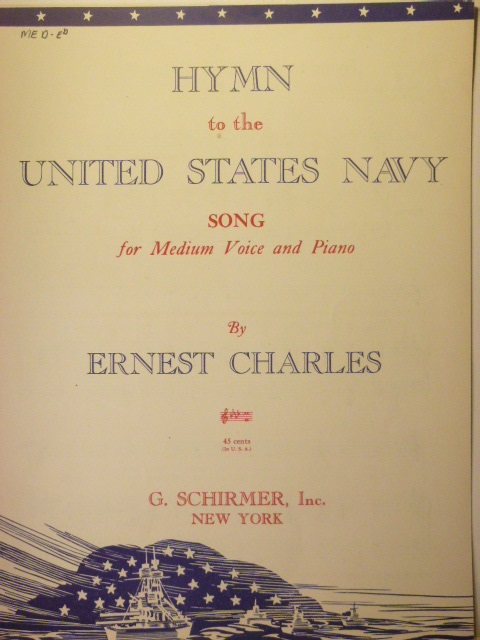 MED-Eb
HYMN
to the
UNITED STATES NAVY
SONG
for Medium Voice and Piano
By
ERNEST CHARLES
45 cents
(In U. S. A.)
G. SCHIRMER, Inc.
NEW YORK